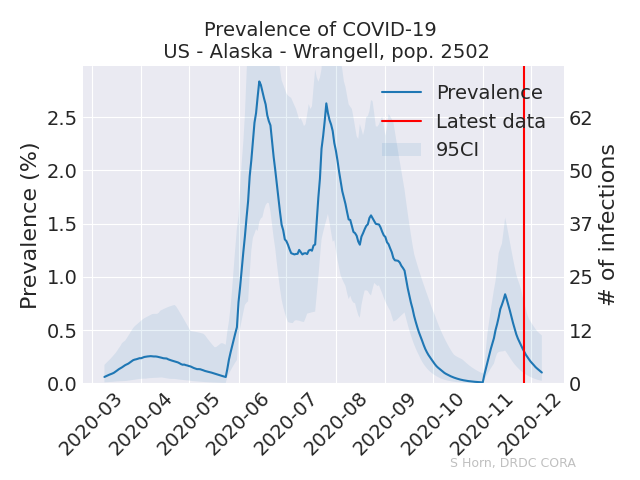 Prevalence of COVID-19
US - Alaska - Wrangell, pop. 2502
Prevalence
Latest data
95CI
Prevalence (%)
2.5
2.0
1.5
1.0
0.5
0.0
# of infections
62
50
37
25
12
0
2020-03
2020-04
2020-05
2020-06
2020-07
2020-08
2020-09
2020-10
2020-11
2020-12
S Horn, DRDC CORA